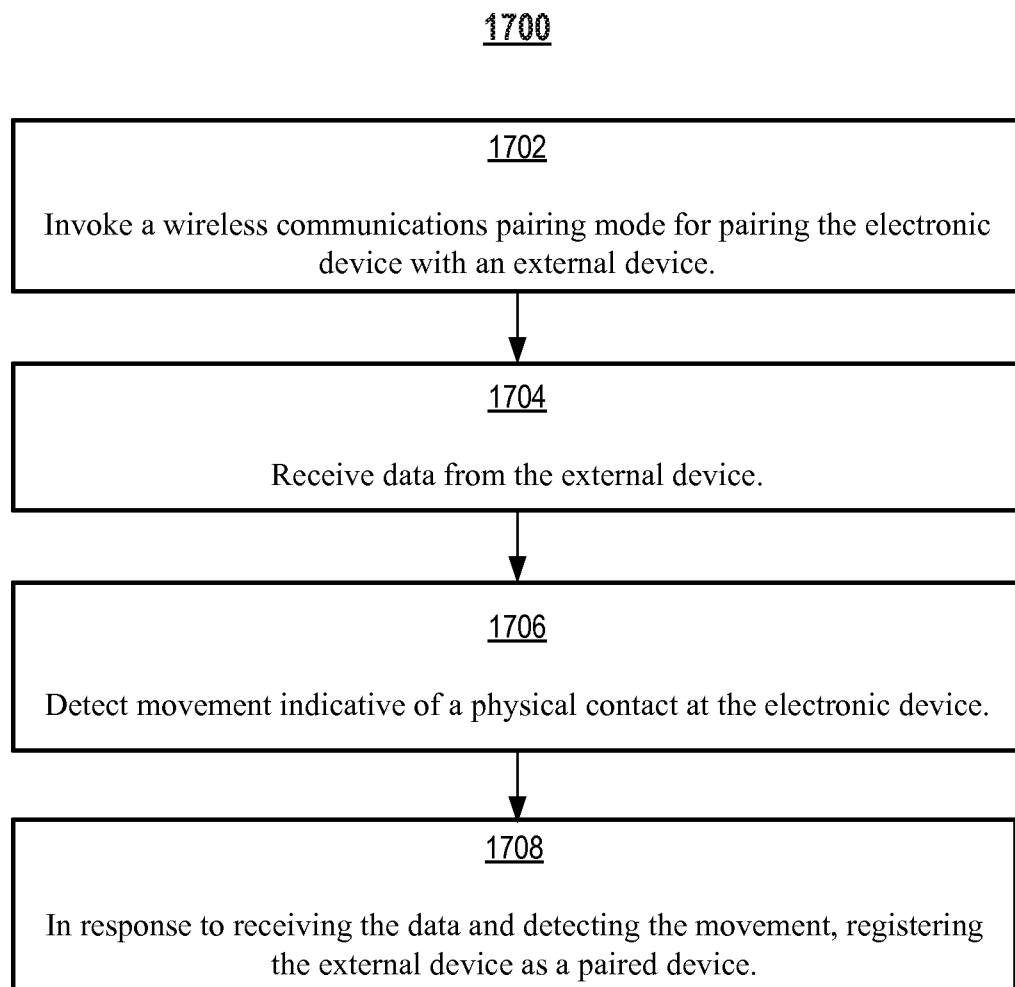 1700
1702
Invoke a wireless communications pairing mode for pairing the electronic
device with an external device.
1704
Receive data from the external device.
1706
Detect movement indicative of a physical contact at the electronic device.
1708
In response to receiving the data and detecting the movement, registering
the external device as a paired device.